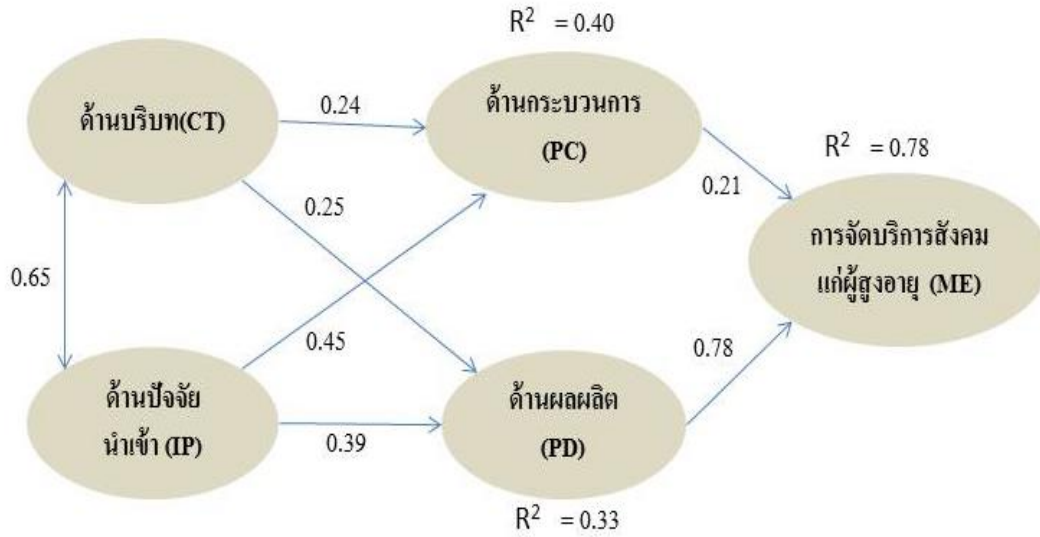 R² = 0.40
ด้านบริบท(CT)
0.24
ด้านกระบวนการ
(PC)
R² = 0.78
0.21
0.25
การจัดบริการสังคม
แก่ผู้สูงอายุ (ME)
0.65
0.45
0.78
ด้านปัจจัย
นำเข้า (IP)
0.39
ด้านผลผลิต
(PD)
R² = 0.33